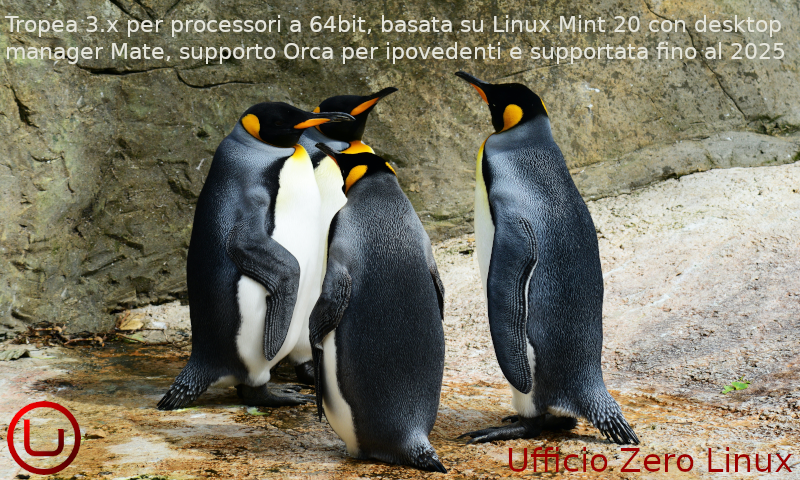 Tropea 3.x per processori a 64bit, basata su Linux Mint 20 con desktop
manager Mate, supporto Orca per ipovedenti e supportata fino al 2025
Ufficio Zero Linux